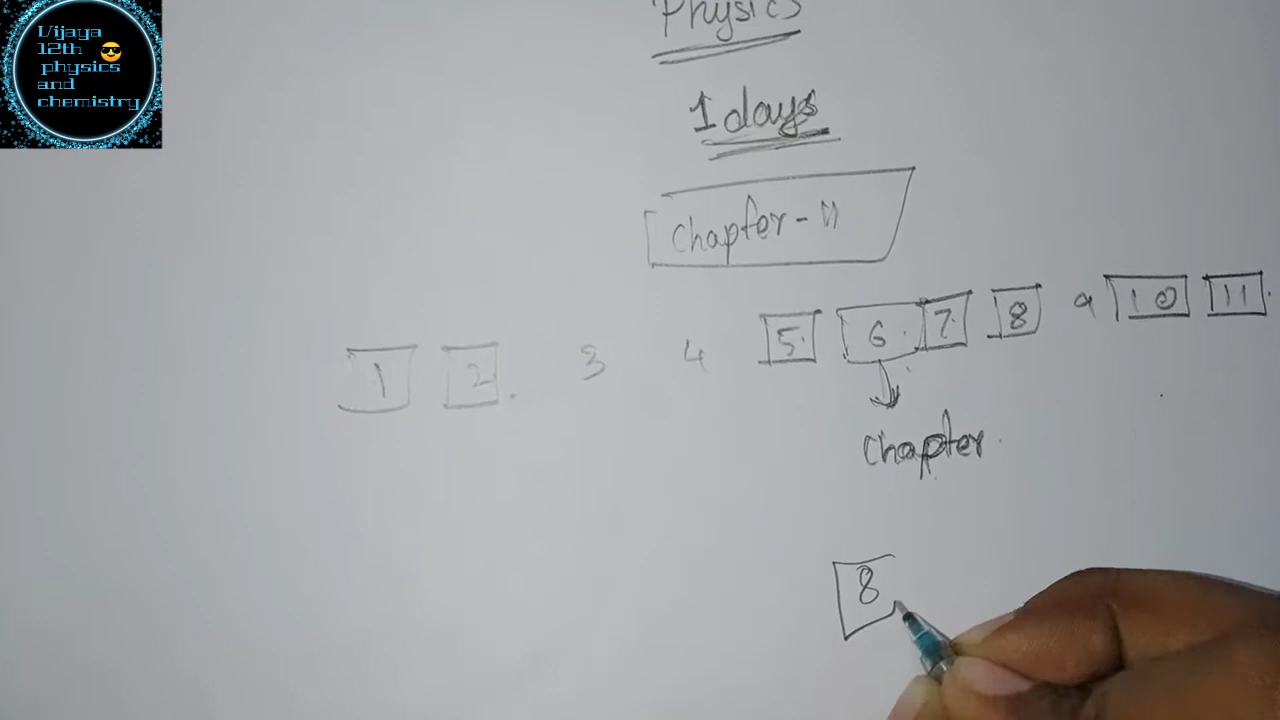 Vijaya
12th 😎
physics
and
chemistry
Physics
1 days
Chapter - 11
1 2. 3 4 5. 6. 7. 8 9 10 11.
Chapter.
8